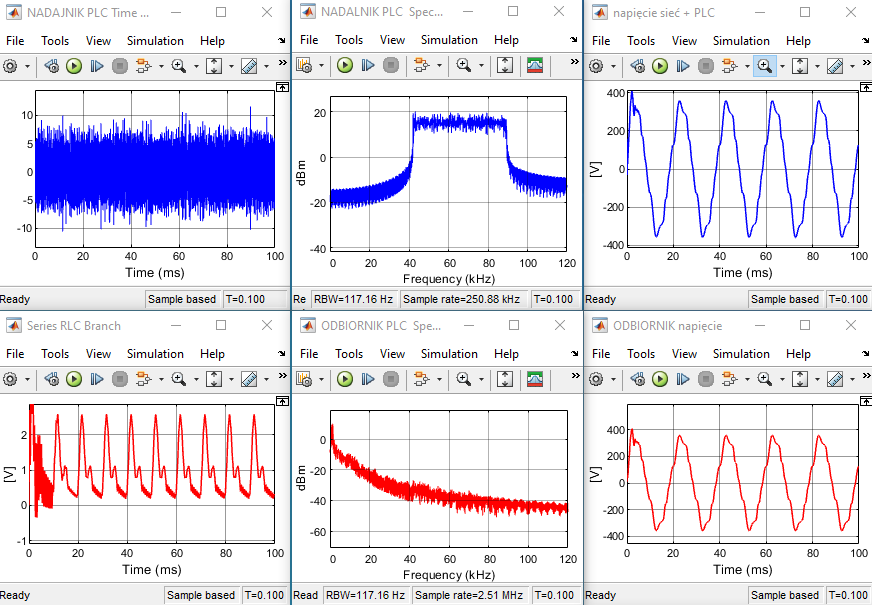 NADAJNIK PLC Time ...
File Tools View Simulation Help
10
5
0
-5
-10
0 20 40 60 80 100
Time (ms)
Ready Sample based T=0.100
NADALNIK PLC Spec...
File Tools View Simulation Help
20
0
-20
-40
dBm
0 20 40 60 80 100 120
Frequency (kHz)
Re RBW=117.16 Hz Sample rate=250.88 kHz T=0.100
napięcie sieć + PLC
File Tools View Simulation Help
400
200
0
-200
-400
[V]
0 20 40 60 80 100
Time (ms)
Ready Sample based T=0.100
Series RLC Branch
File Tools View Simulation Help
2
1
0
-1
[V]
0 20 40 60 80 100
Time (ms)
Ready Sample based T=0.100
ODBIORNIK PLC Spe...
File Tools View Simulation Help
0
-20
-40
-60
dBm
0 20 40 60 80 100 120
Frequency (kHz)
Read RBW=117.16 Hz Sample rate=2.51 MHz T=0.100
ODBIORNIK napięcie
File Tools View Simulation Help
400
200
0
-200
-400
[V]
0 20 40 60 80 100
Time (ms)
Ready Sample based T=0.100